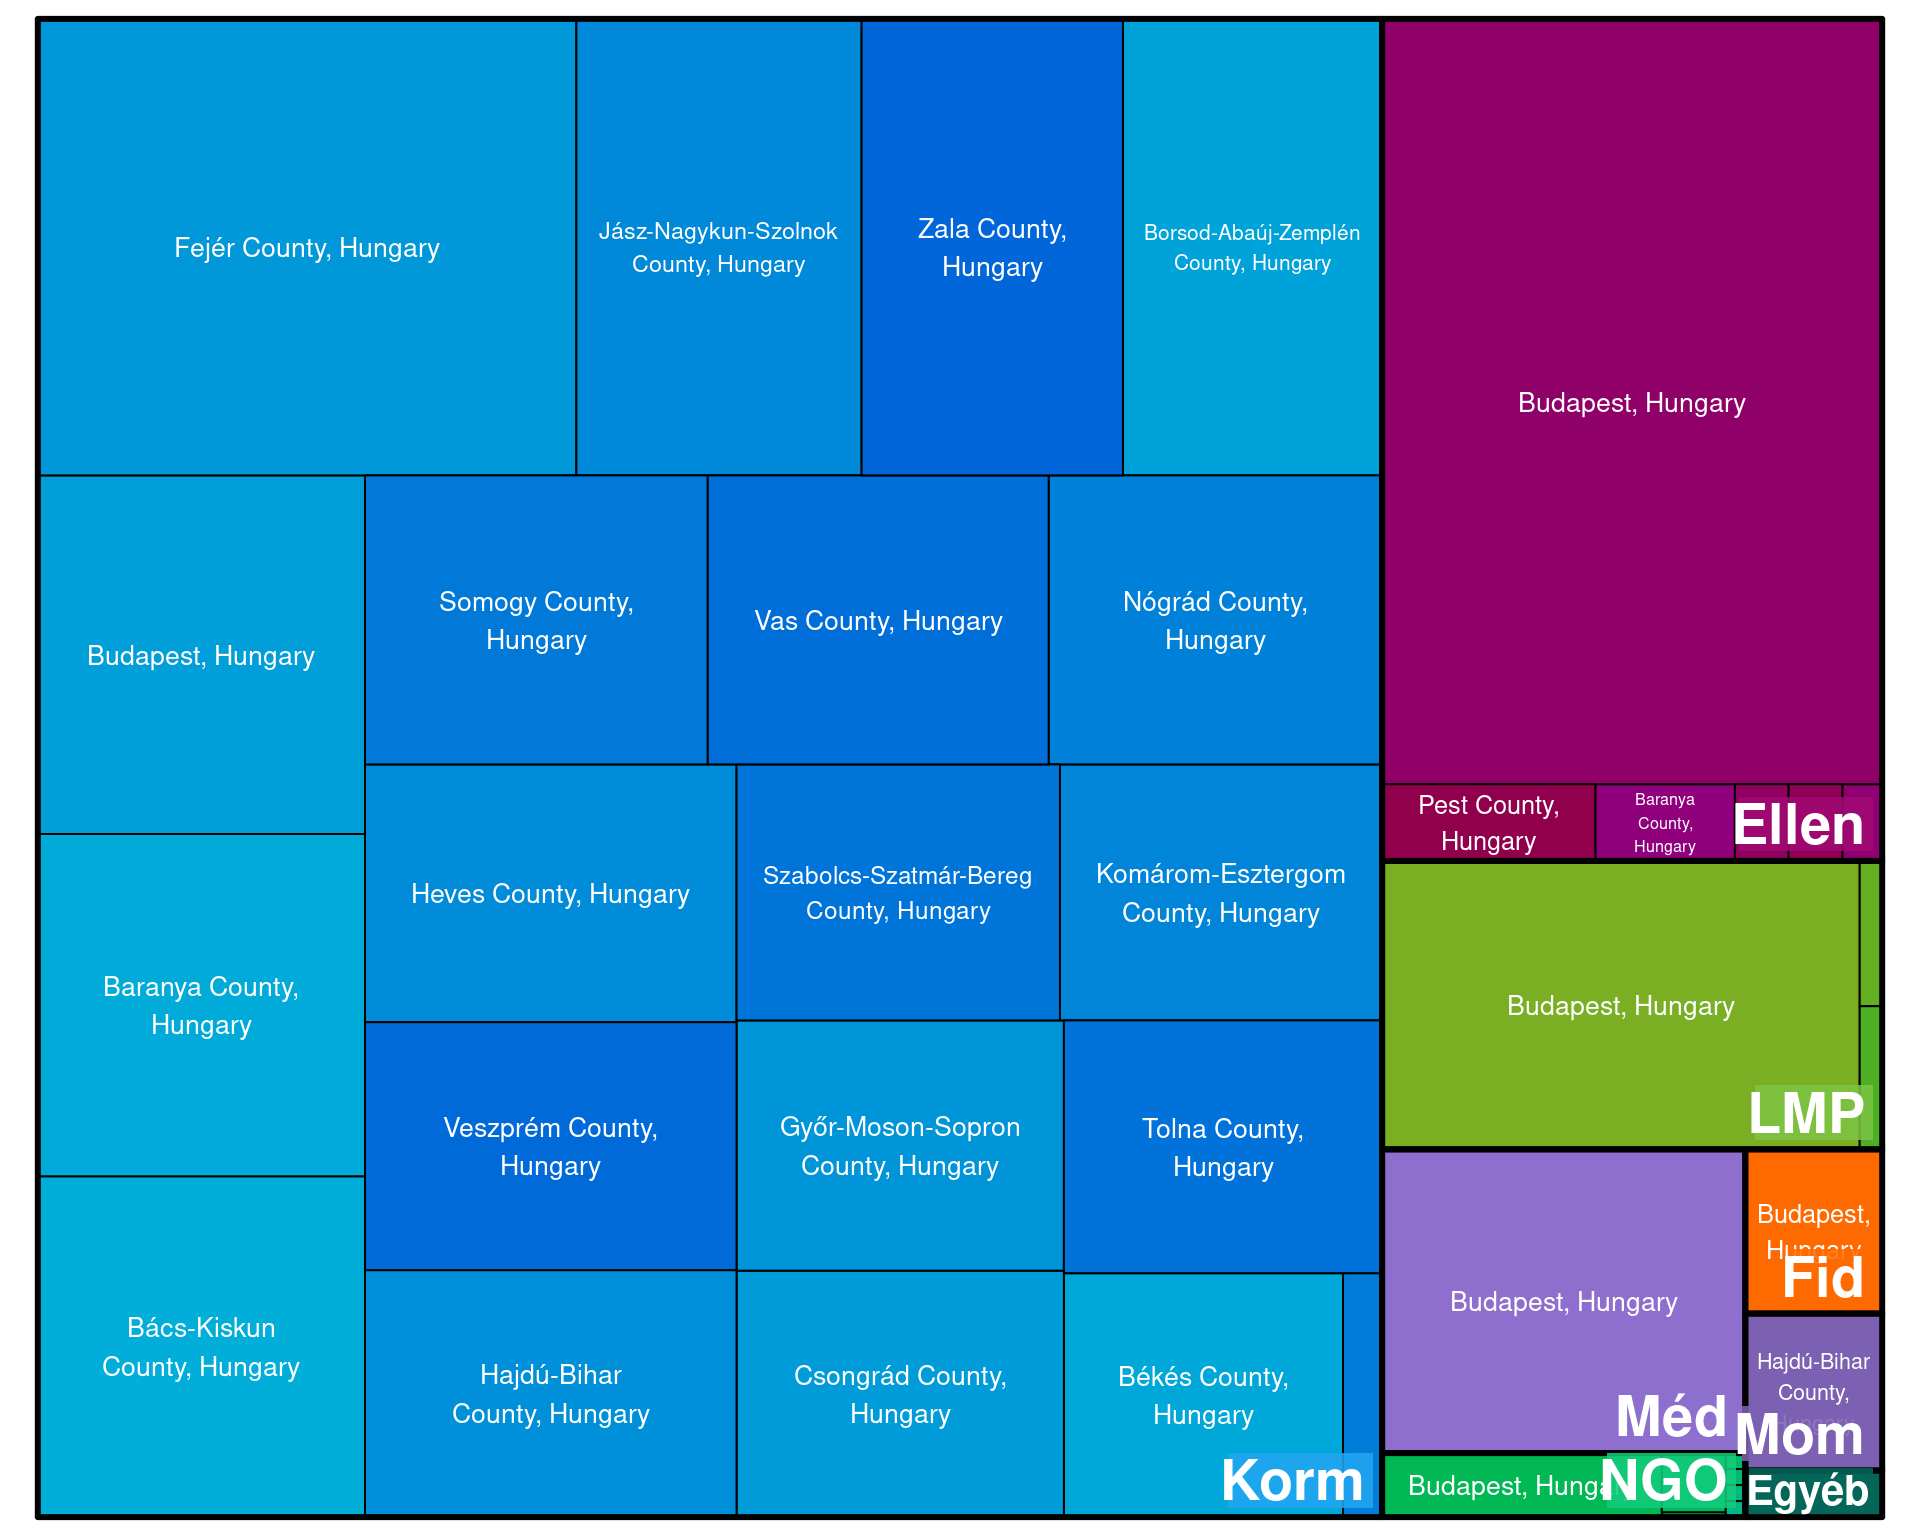 Fejér County, Hungary
Jász-Nagykun-Szolnok
County, Hungary
Zala County,
Hungary
Borsod-Abaúj-Zemplén
County, Hungary
Budapest, Hungary
Somogy County,
Hungary
Vas County, Hungary
Nógrád County,
Hungary
Baranya County,
Hungary
Heves County, Hungary
Szabolcs-Szatmár-Bereg
County, Hungary
Komárom-Esztergom
County, Hungary
Veszprém County,
Hungary
Győr-Moson-Sopron
County, Hungary
Tolna County,
Hungary
Bács-Kiskun
County, Hungary
Hajdú-Bihar
County, Hungary
Csongrád County,
Hungary
Békés County,
Hungary
Korm
Budapest, Hungary
Pest County,
Hungary
Baranya
County,
Hungary
Ellen
Budapest, Hungary
LMP
Budapest, Hungary
Méd
Budapest,
Hungary
Fid
Hajdú-Bihar
County,
Hungary
Mom
Budapest, Hungary
NGO
Egyéb